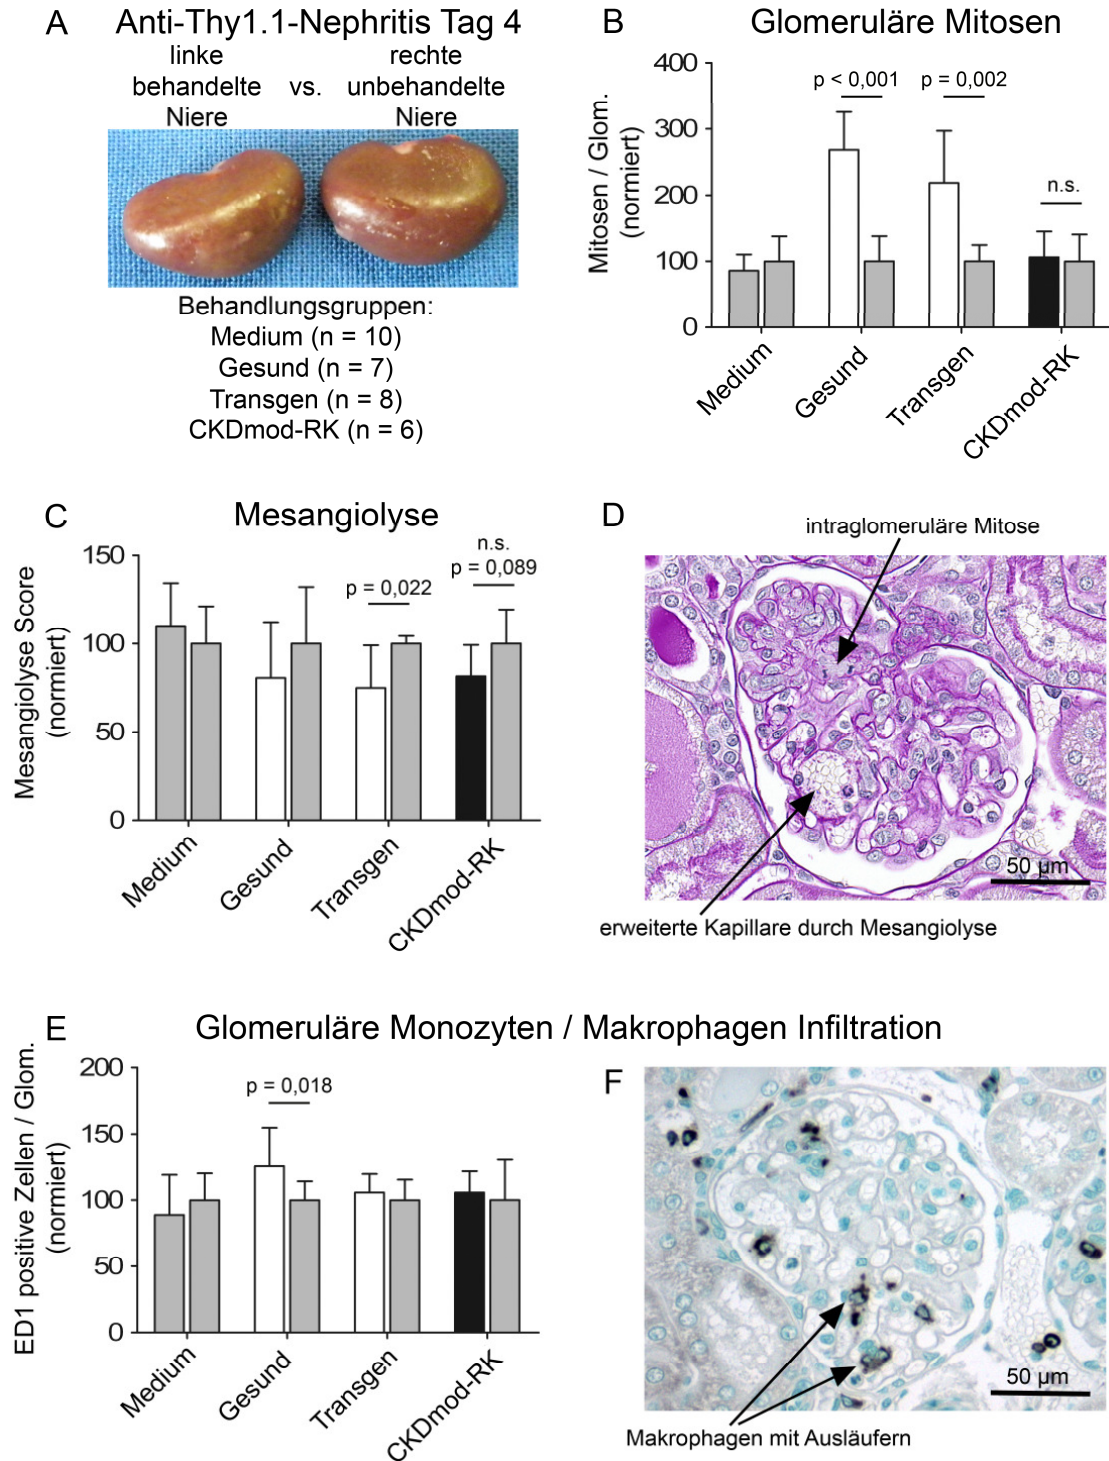 A
Anti-Thy1.1-Nephritis Tag 4
linke
behandelte
Niere
vs.
rechte
unbehandelte
Niere
Behandlungsgruppen:
Medium (n = 10)
Gesund (n = 7)
Transgen (n = 8)
CKDmod-RK (n = 6)
B
Glomeruläre Mitosen
Mitosen / Glom.
(normiert)
400
300
200
100
0
p < 0,001
p = 0,002
n.s.
Medium
Gesund
Transgen
CKDmod-RK
C
Mesangiolyse
Mesangiolyse Score
(normiert)
150
100
50
0
p = 0,022
n.s.
p = 0,089
Medium
Gesund
Transgen
CKDmod-RK
D
intraglomeruläre Mitose
50 µm
erweiterte Kapillare durch Mesangiolyse
E
Glomeruläre Monozyten / Makrophagen Infiltration
ED1 positive Zellen / Glom.
(normiert)
200
150
100
50
0
p = 0,018
Medium
Gesund
Transgen
CKDmod-RK
F
50 µm
Makrophagen mit Ausläufern